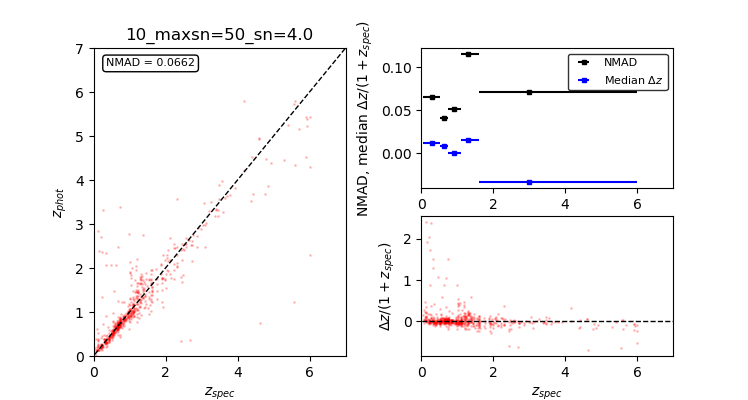 10_maxsn=50_sn=4.0
NMAD = 0.0662
7
6
5
4
3
2
1
0
z_phot
0 2 4 6
z_spec
NMAD, median Δz/(1 + z_spec)
0.10
0.05
0.00
NMAD
Median Δz
0 2 4 6
Δz/(1 + z_spec)
2
1
0
0 2 4 6
z_spec